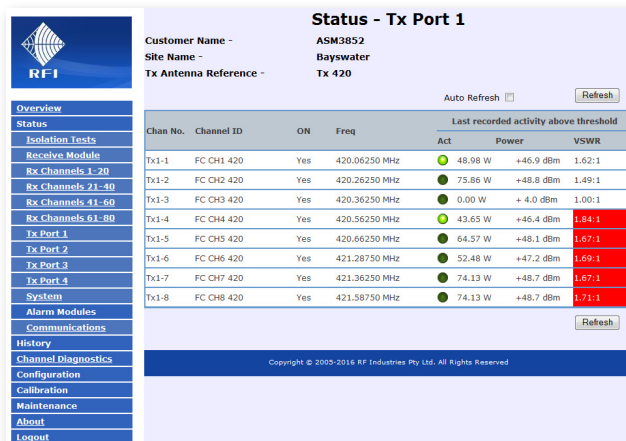 Status - Tx Port 1
Customer Name - ASM3852
Site Name - Bayswater
Tx Antenna Reference - Tx 420
RFI
Auto Refresh
Refresh
Overview
Status
Isolation Tests
Receive Module
Rx Channels 1-20
Rx Channels 21-40
Rx Channels 41-60
Rx Channels 61-80
Tx Port 1
Tx Port 2
Tx Port 3
Tx Port 4
System
Alarm Modules
Communications
History
Channel Diagnostics
Configuration
Calibration
Maintenance
About
Logout
Last recorded activity above threshold
Chan No. Channel ID ON Freq Act Power VSWR
Tx1-1 FC CH1 420 Yes 420.06250 MHz 48.98 W +46.9 dBm 1.62:1
Tx1-2 FC CH2 420 Yes 420.26250 MHz 75.86 W +48.8 dBm 1.49:1
Tx1-3 FC CH3 420 Yes 420.36250 MHz 0.00 W + 4.0 dBm 1.00:1
Tx1-4 FC CH4 420 Yes 420.56250 MHz 43.65 W +46.4 dBm 1.84:1
Tx1-5 FC CH5 420 Yes 420.66250 MHz 64.57 W +48.1 dBm 1.67:1
Tx1-6 FC CH6 420 Yes 421.28750 MHz 52.48 W +47.2 dBm 1.69:1
Tx1-7 FC CH7 420 Yes 421.36250 MHz 74.13 W +48.7 dBm 1.67:1
Tx1-8 FC CH8 420 Yes 421.58750 MHz 74.13 W +48.7 dBm 1.71:1
Refresh
Copyright © 2005-2016 RF Industries Pty Ltd. All Rights Reserved